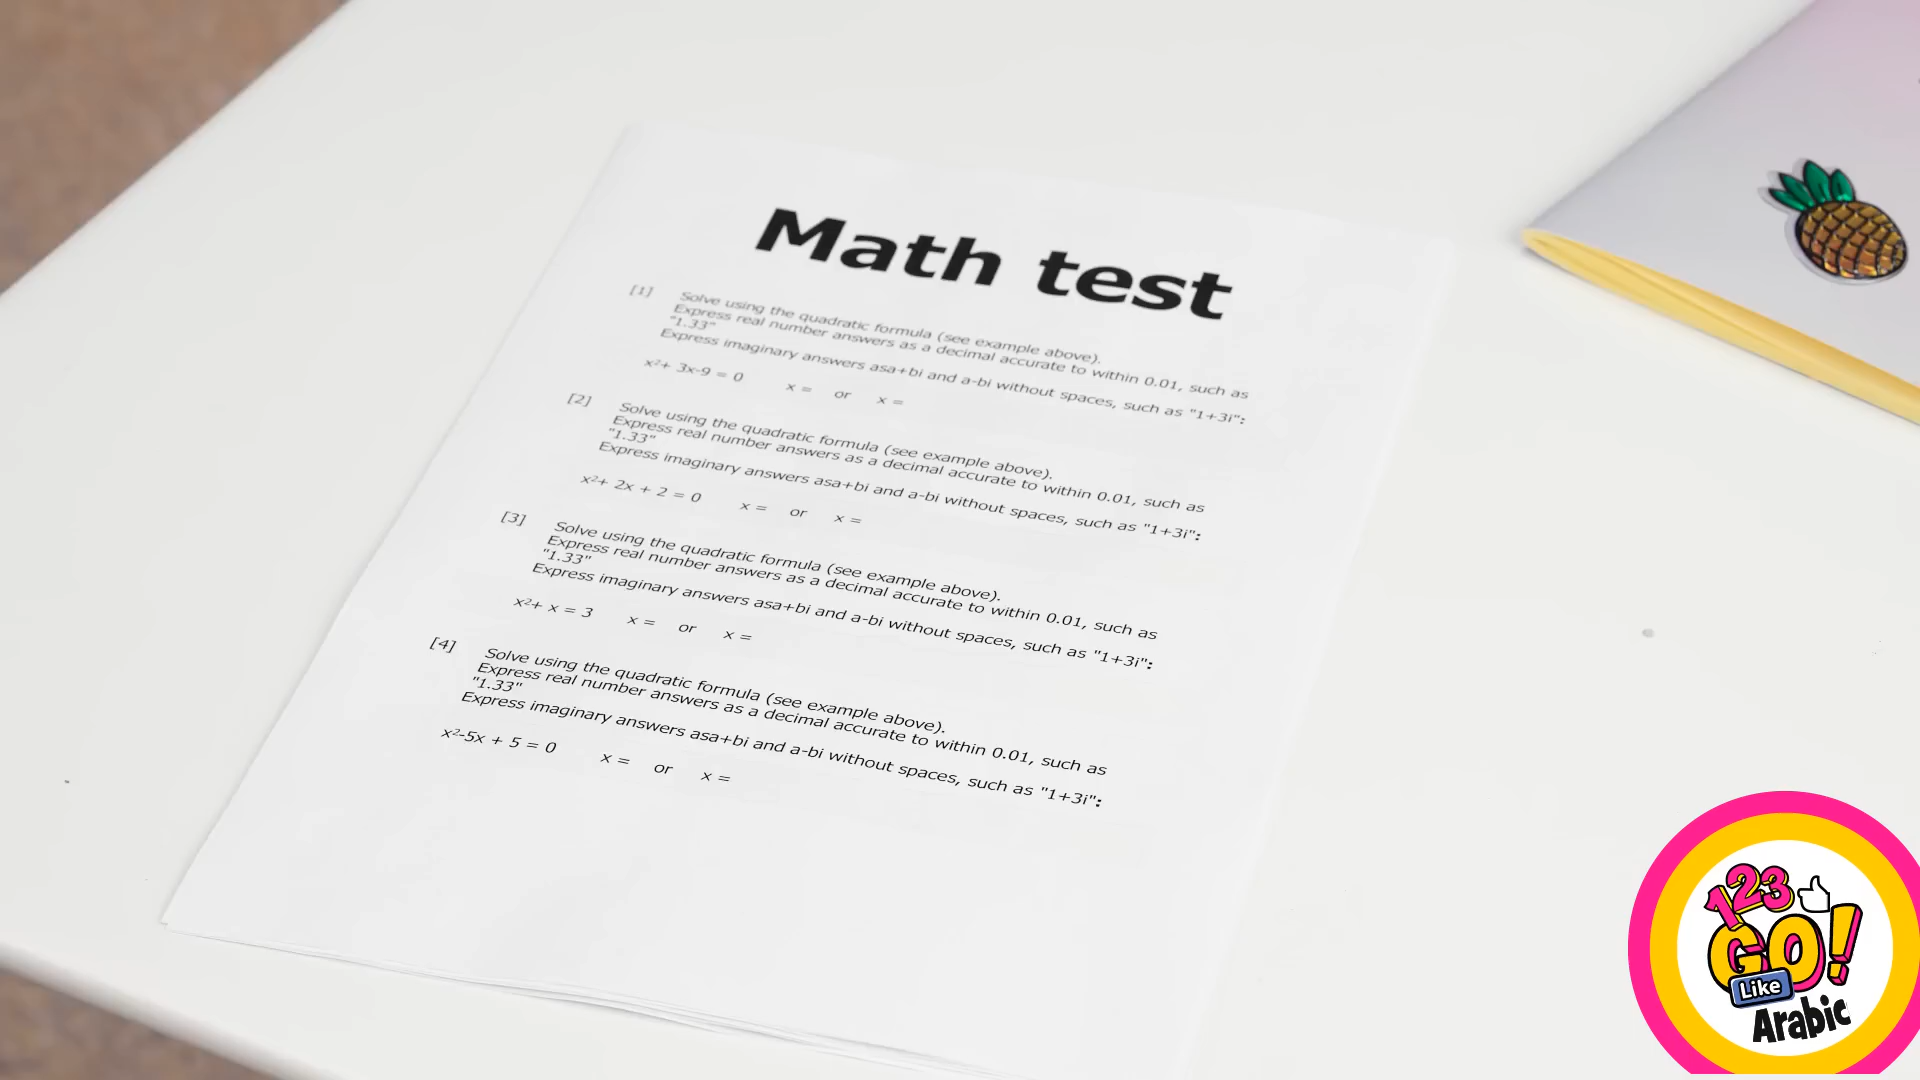 Math test
[1] Solve using the quadratic formula (see example above).
Express real number answers as a decimal accurate to within 0.01, such as
"1.33"
Express imaginary answers asa+bi and a-bi without spaces, such as "1+3i":
x²+ 3x-9 = 0 x = or x =
[2] Solve using the quadratic formula (see example above).
Express real number answers as a decimal accurate to within 0.01, such as
"1.33"
Express imaginary answers asa+bi and a-bi without spaces, such as "1+3i":
x²+ 2x + 2 = 0 x = or x =
[3] Solve using the quadratic formula (see example above).
Express real number answers as a decimal accurate to within 0.01, such as
"1.33"
Express imaginary answers asa+bi and a-bi without spaces, such as "1+3i":
x²+ x = 3 x = or x =
[4] Solve using the quadratic formula (see example above).
Express real number answers as a decimal accurate to within 0.01, such as
"1.33"
Express imaginary answers asa+bi and a-bi without spaces, such as "1+3i":
x²-5x + 5 = 0 x = or x =
123
GO!
Like
Arabic